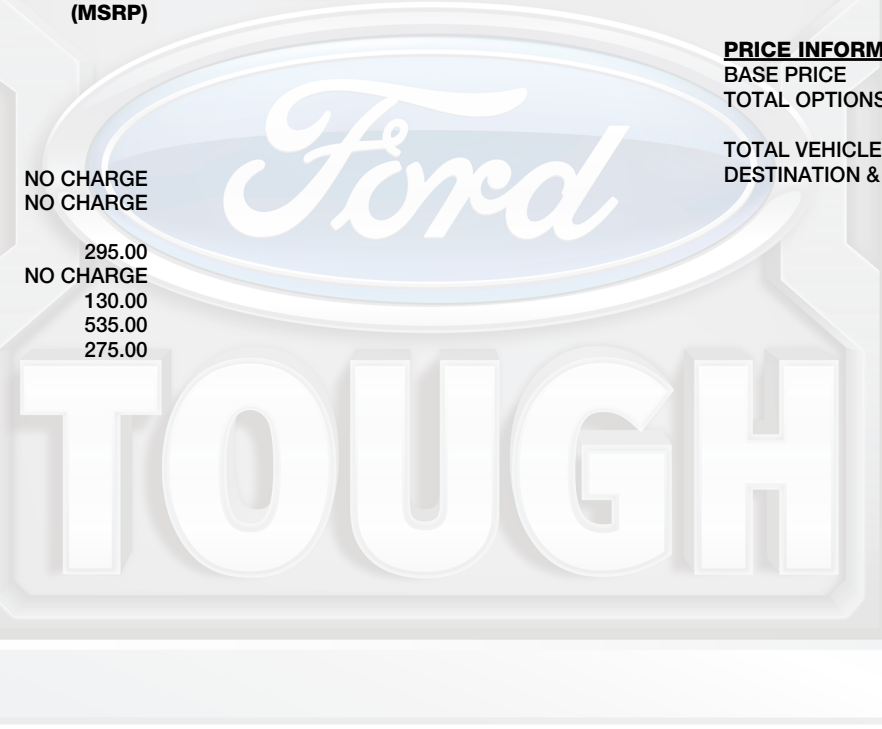 (MSRP)
NO CHARGE
NO CHARGE
295.00
NO CHARGE
130.00
535.00
275.00
PRICE INFORM
BASE PRICE
TOTAL OPTIONS
TOTAL VEHICLE
DESTINATION &
Ford
TOUGH